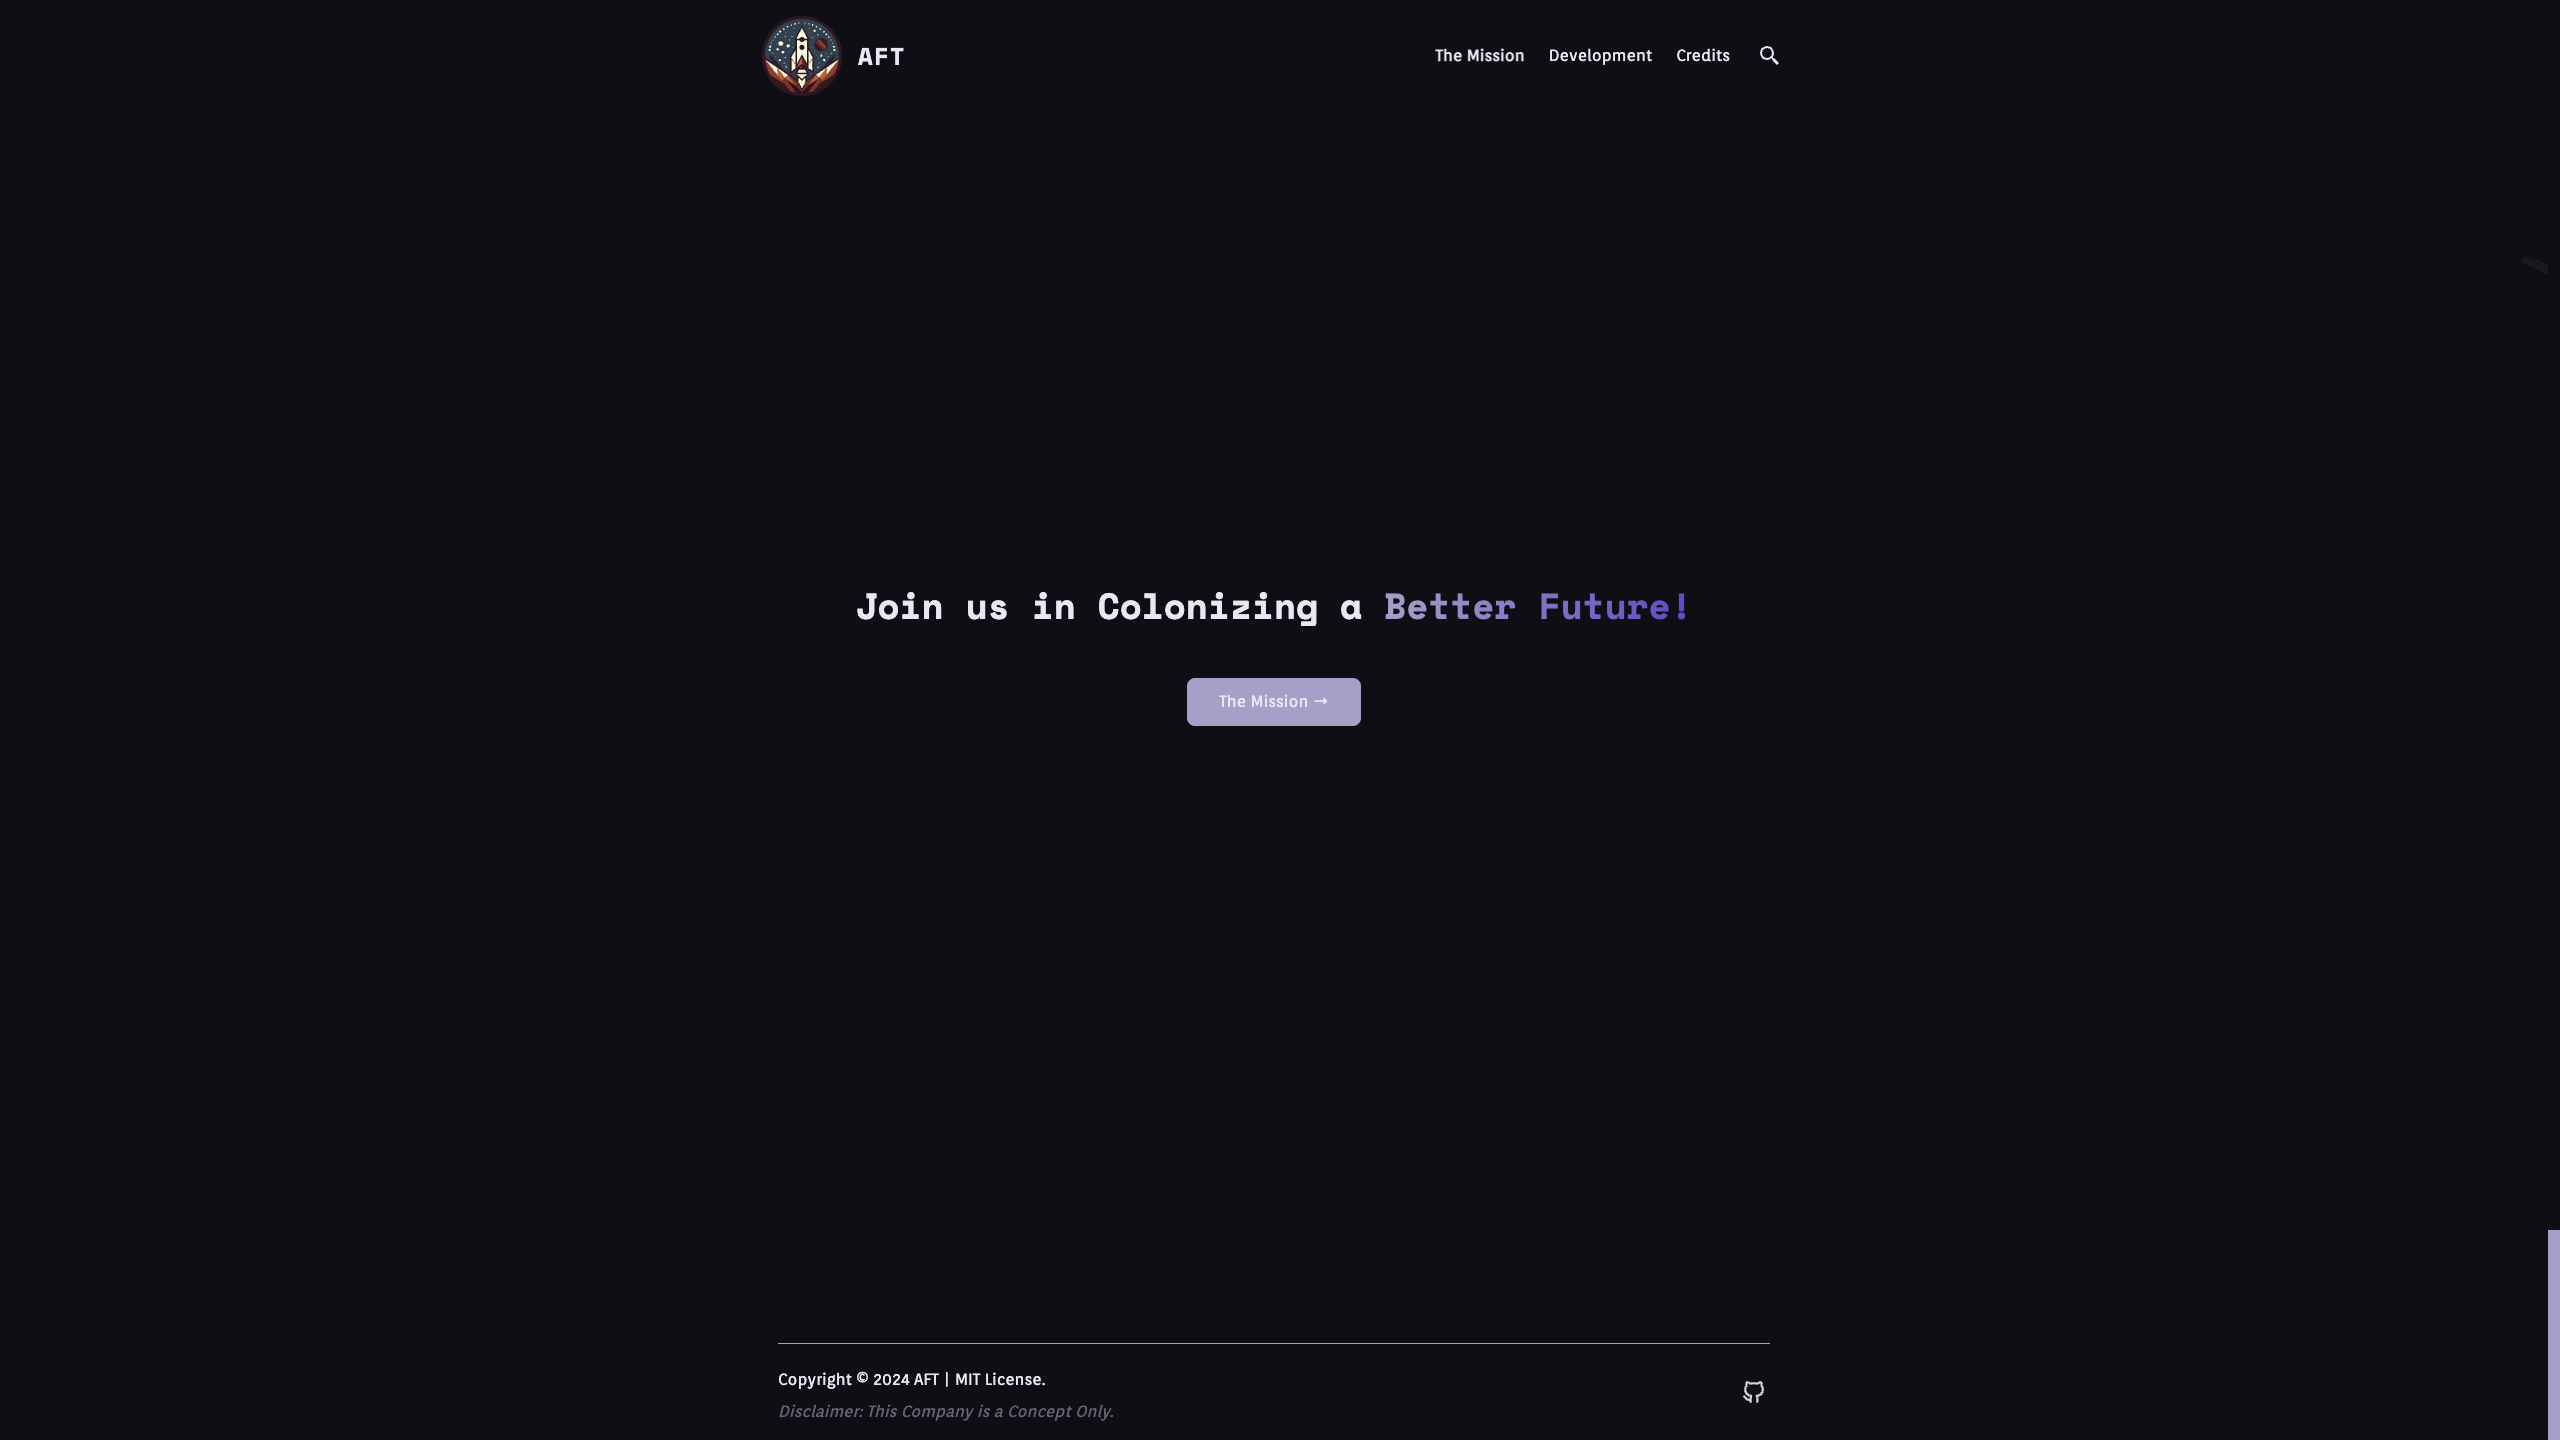 AFT
The Mission Development Credits
Join us in Colonizing a Better Future!
The Mission →
Copyright © 2024 AFT | MIT License.
Disclaimer: This Company is a Concept Only.